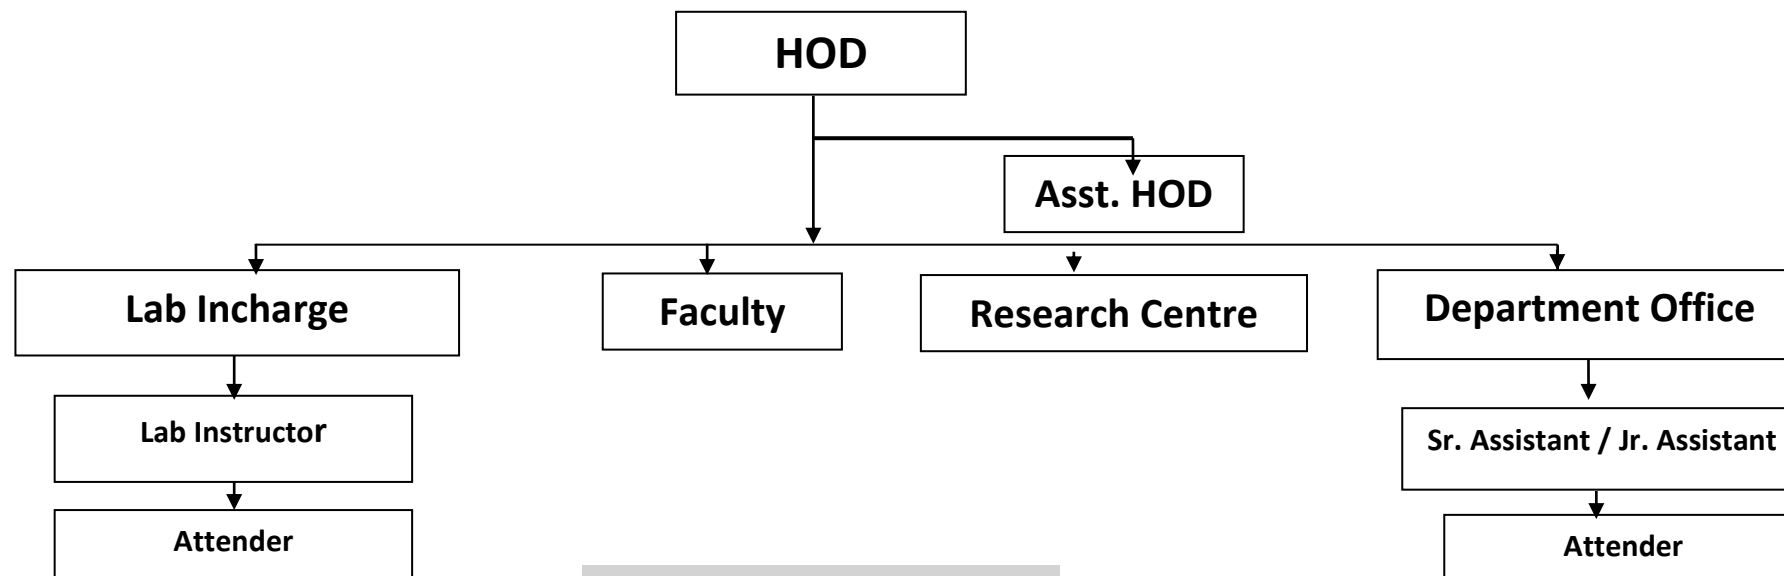 HOD
Asst. HOD
Lab Incharge
Faculty
Research Centre
Department Office
Lab Instructor
Sr. Assistant / Jr. Assistant
Attender
Attender